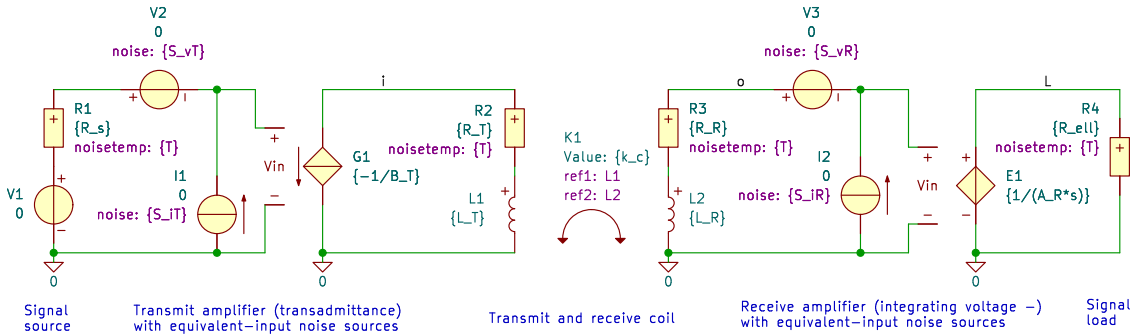 V2
0
noise: {S_vT}
R1
{R_s}
noisetemp: {T}
V1
0
I1
0
noise: {S_iT}
Vin
G1
{-1/B_T}
i
R2
{R_T}
noisetemp: {T}
L1
{L_T}
K1
Value: {k_c}
ref1: L1
ref2: L2
V3
0
noise: {S_vR}
o
R3
{R_R}
noisetemp: {T}
L2
{L_R}
I2
0
noise: {S_iR}
Vin
E1
{1/(A_R*s)}
L
R4
{R_ell}
noisetemp: {T}
0
0
0
0
Signal
source
Transmit amplifier (transadmittance)
with equivalent-input noise sources
Transmit and receive coil
Receive amplifier (integrating voltage -)
with equivalent-input noise sources
Signal
load